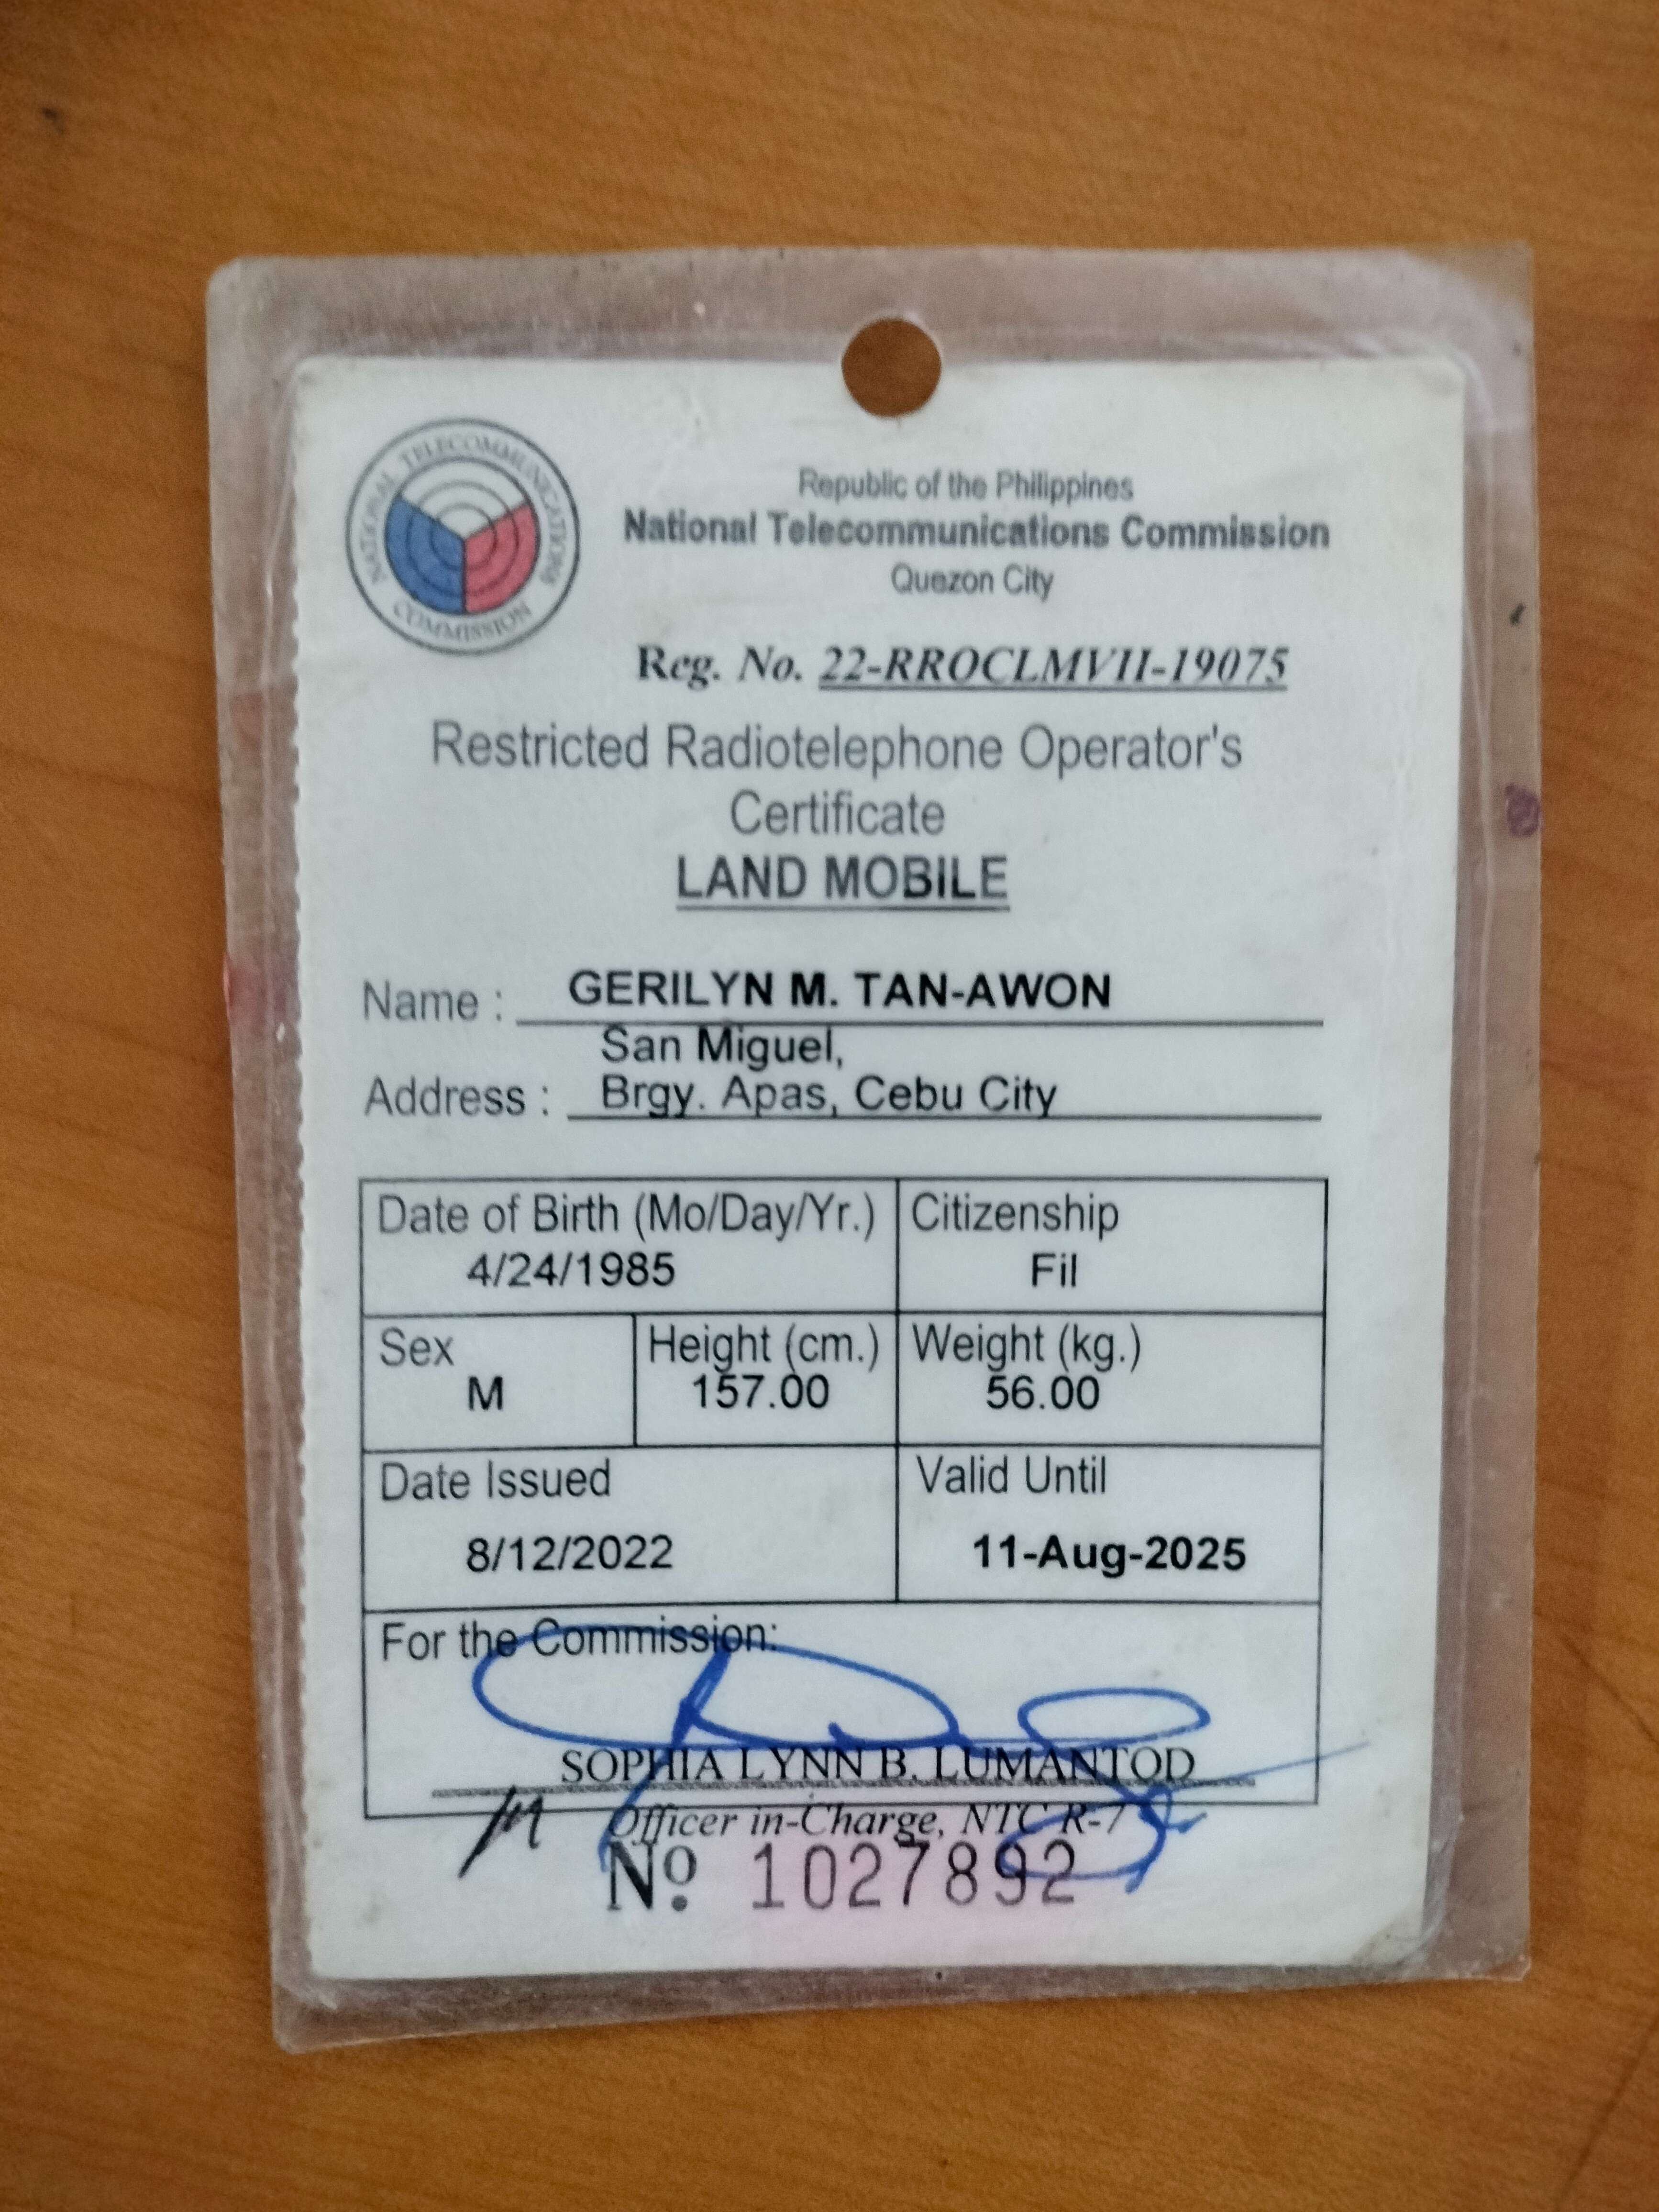 NATIONAL TELECOMMUNICATIONS COMMISSION
Republic of the Philippines
National Telecommunications Commission
Quezon City
Reg. No. 22-RROCLMVII-19075
Restricted Radiotelephone Operator's
Certificate
LAND MOBILE
Name : GERILYN M. TAN-AWON
San Miguel,
Address : Brgy. Apas, Cebu City
Date of Birth (Mo/Day/Yr.) Citizenship
4/24/1985 Fil
Sex Height (cm.) Weight (kg.)
M 157.00 56.00
Date Issued Valid Until
8/12/2022 11-Aug-2025
For the Commission:
SOPHIA LYNN B. LUMANTOD
Officer in-Charge, NTC R-7
Nº. 1027892